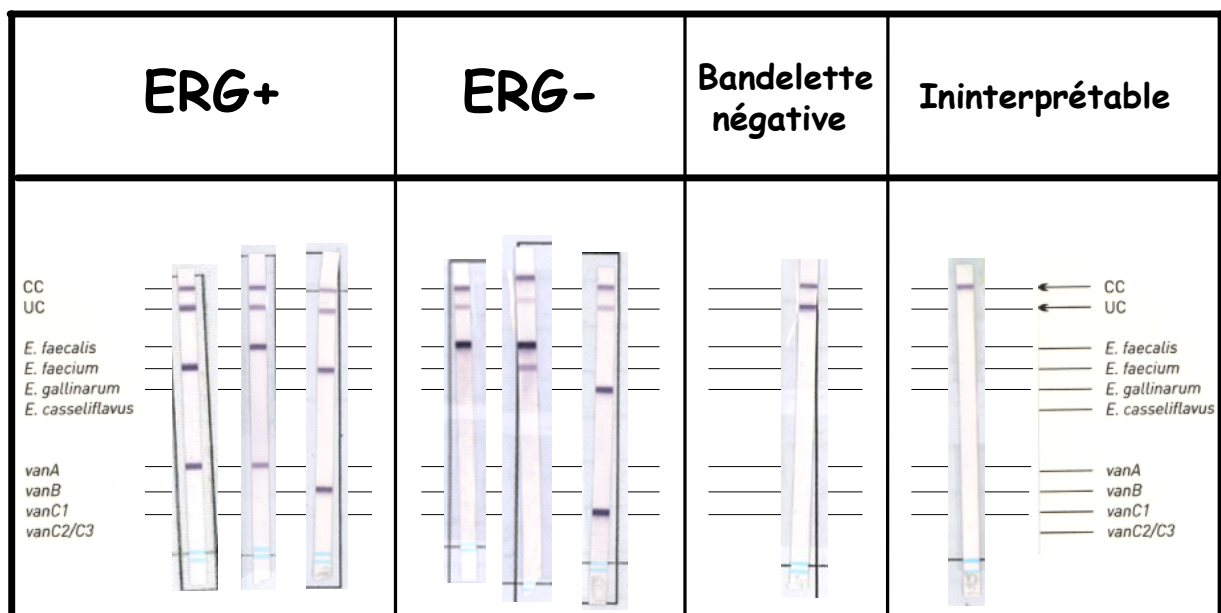 ERG+
ERG-
Bandelette
négative
Ininterprétable
CC
UC
E. faecalis
E. faecium
E. gallinarum
E. casseliflavus
vanA
vanB
vanC1
vanC2/C3
CC
UC
E. faecalis
E. faecium
E. gallinarum
E. casseliflavus
vanA
vanB
vanC1
vanC2/C3